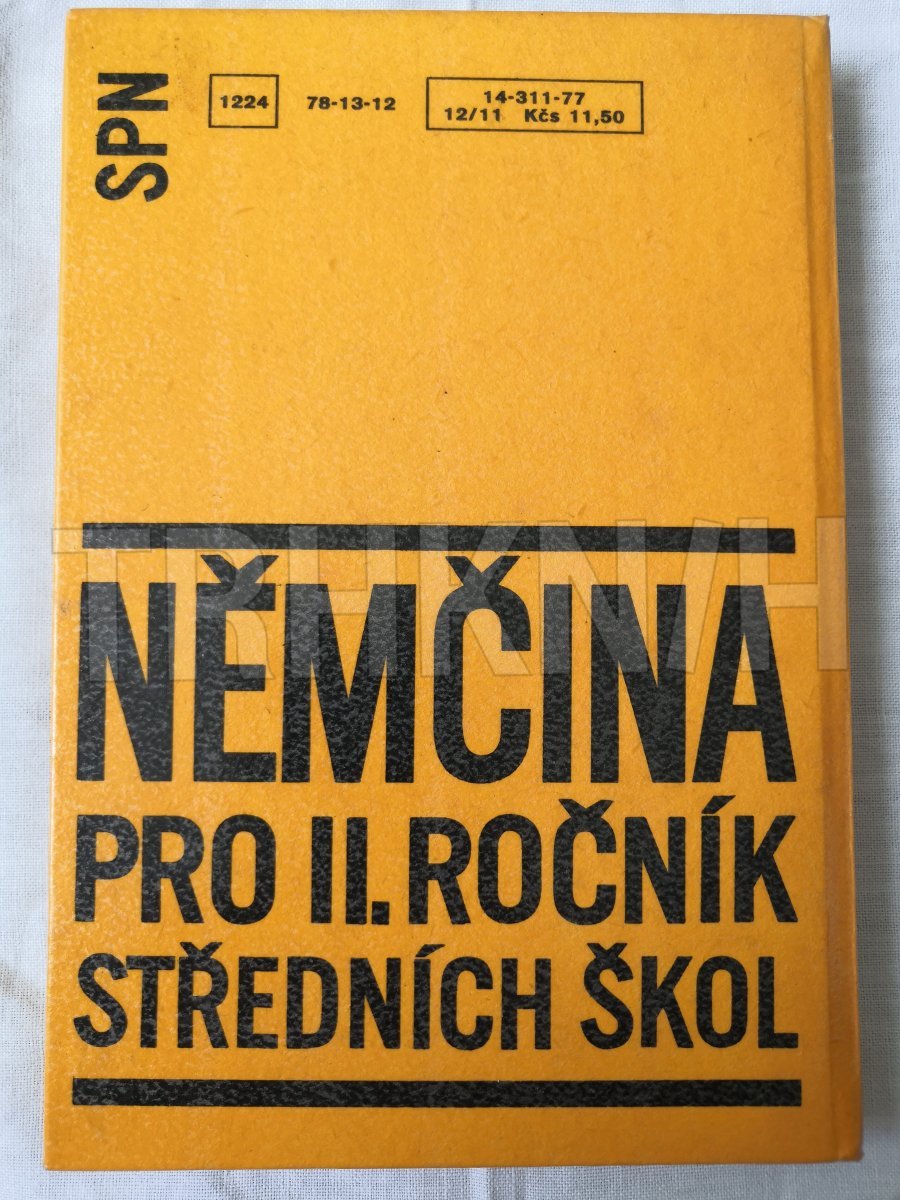 SPN
1224
78-13-12
14-311-77
12/11 Kčs 11,50
TRHKNIH
NĚMČINA
PRO II. ROČNÍK
STŘEDNÍCH ŠKOL